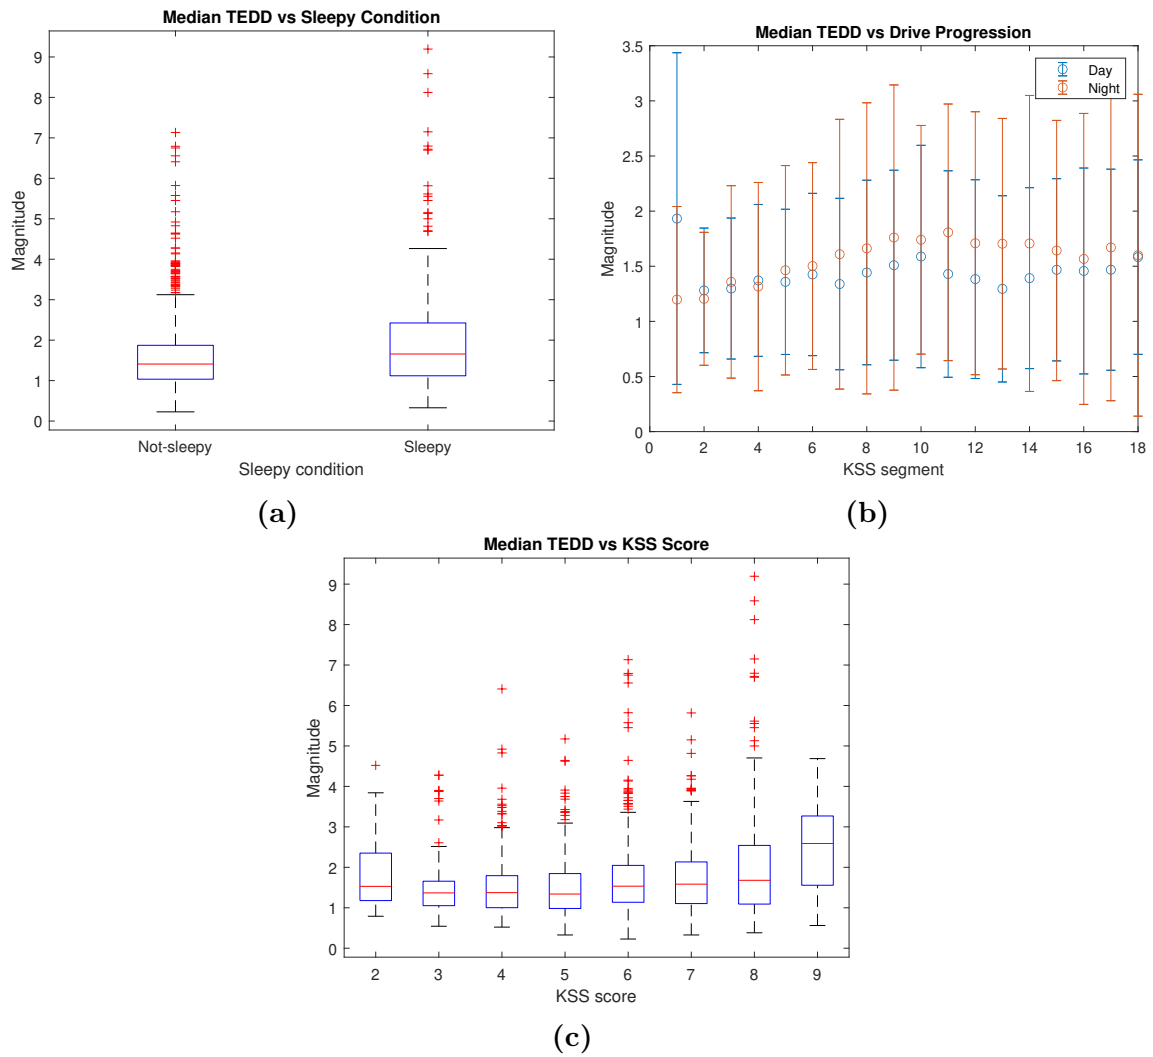 Median TEDD vs Sleepy Condition
9
8
7
6
5
4
3
2
1
0
Magnitude
Not-sleepy Sleepy
Sleepy condition
(a)
Median TEDD vs Drive Progression
3.5
3
2.5
2
1.5
1
0.5
0
Magnitude
Day
Night
0 2 4 6 8 10 12 14 16 18
KSS segment
(b)
Median TEDD vs KSS Score
9
8
7
6
5
4
3
2
1
0
Magnitude
2 3 4 5 6 7 8 9
KSS score
(c)